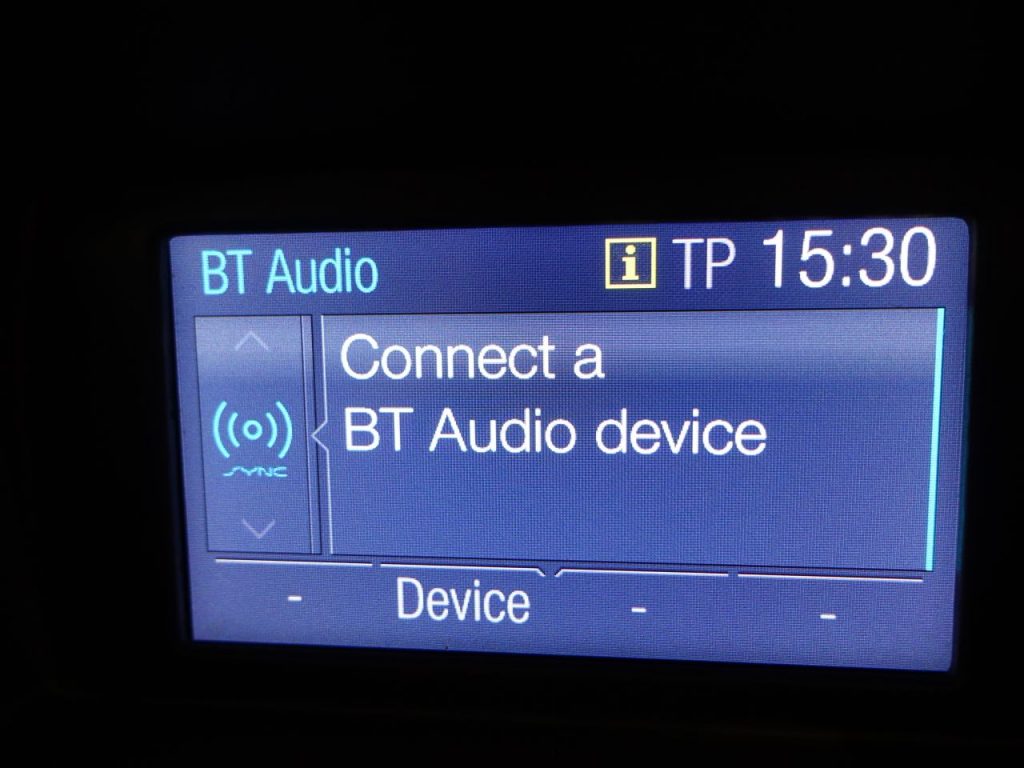 BT Audio
i TP 15:30
Connect a
BT Audio device
SYNC
- Device - -